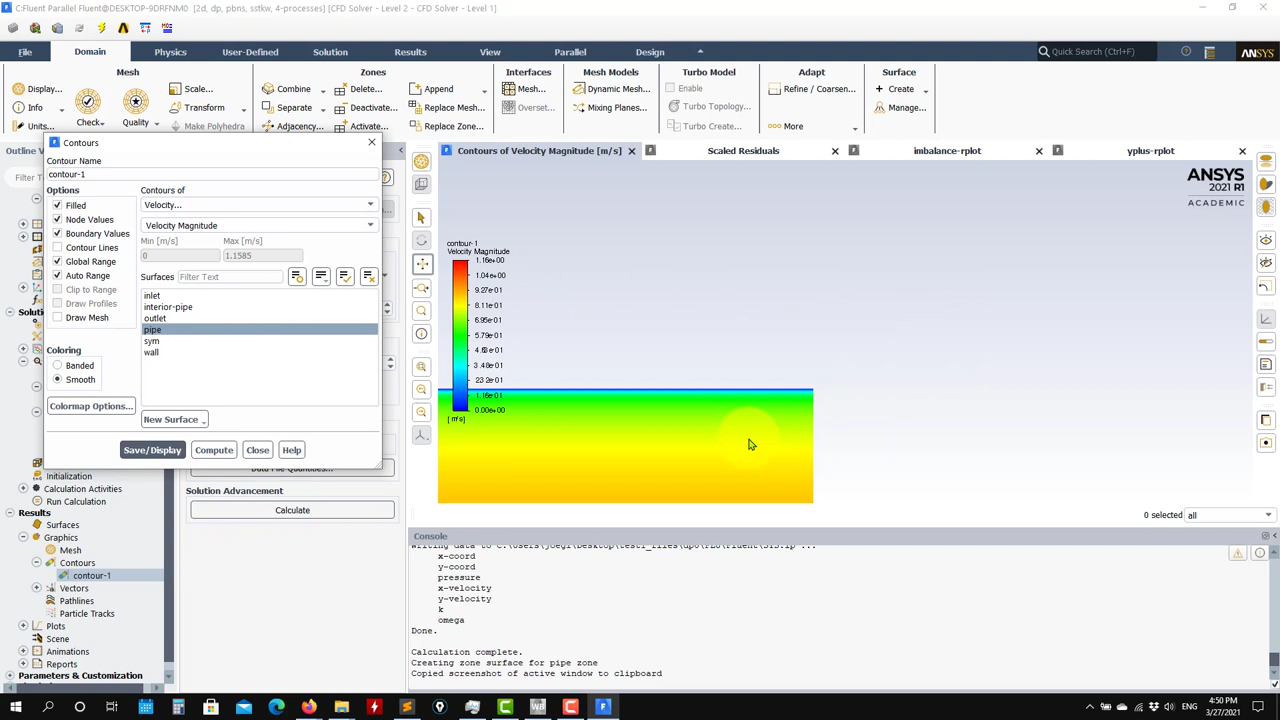 C:Fluent Parallel Fluent@DESKTOP-9DRFNM0 [2d, dp, pbns, sstkw, 4-processes] [CFD Solver - Level 2 - CFD Solver - Level 1]
File Domain Physics User-Defined Solution Results View Parallel Design Quick Search (Ctrl+F) ANSYS
Mesh Zones Interfaces Mesh Models Turbo Model Adapt Surface
Display... Scale... Combine Delete... Append Mesh... Dynamic Mesh... Enable Refine / Coarsen... Create
Info Check Quality Transform Separate Deactivate... Replace Mesh... Overset... Mixing Planes... Turbo Topology... Manage...
Units... Make Polyhedra Adjacency... Activate... Replace Zone... Turbo Create... More
Outline
Contours
Contour Name
contour-1
Options
Filled
Node Values
Boundary Values
Contour Lines
Global Range
Auto Range
Clip to Range
Draw Profiles
Draw Mesh
Coloring
Banded
Smooth
Colormap Options...
Contours of
Velocity...
Velocity Magnitude
Min [m/s] Max [m/s]
0 1.1585
Surfaces Filter Text
inlet
interior-pipe
outlet
pipe
sym
wall
New Surface
Save/Display Compute Close Help
Contours of Velocity Magnitude [m/s] Scaled Residuals imbalance-rplot yplus-rplot
ANSYS
2021 R1
ACADEMIC
contour-1
Velocity Magnitude
1.16e+00
1.04e+00
9.27e-01
8.11e-01
6.95e-01
5.79e-01
3.48e-01
1.16e-01
0.00e+00
[ m/s ]
0 selected all
Data File Quantities...
Solution Advancement
Calculate
Initialization
Calculation Activities
Run Calculation
Results
Surfaces
Graphics
Mesh
Contours
contour-1
Vectors
Pathlines
Particle Tracks
Plots
Scene
Animations
Reports
Parameters & Customization
Console
x-coord
y-coord
pressure
x-velocity
y-velocity
k
omega
Done.
Calculation complete.
Creating zone surface for pipe zone
Copied screenshot of active window to clipboard
ENG
4:50 PM
3/27/2021